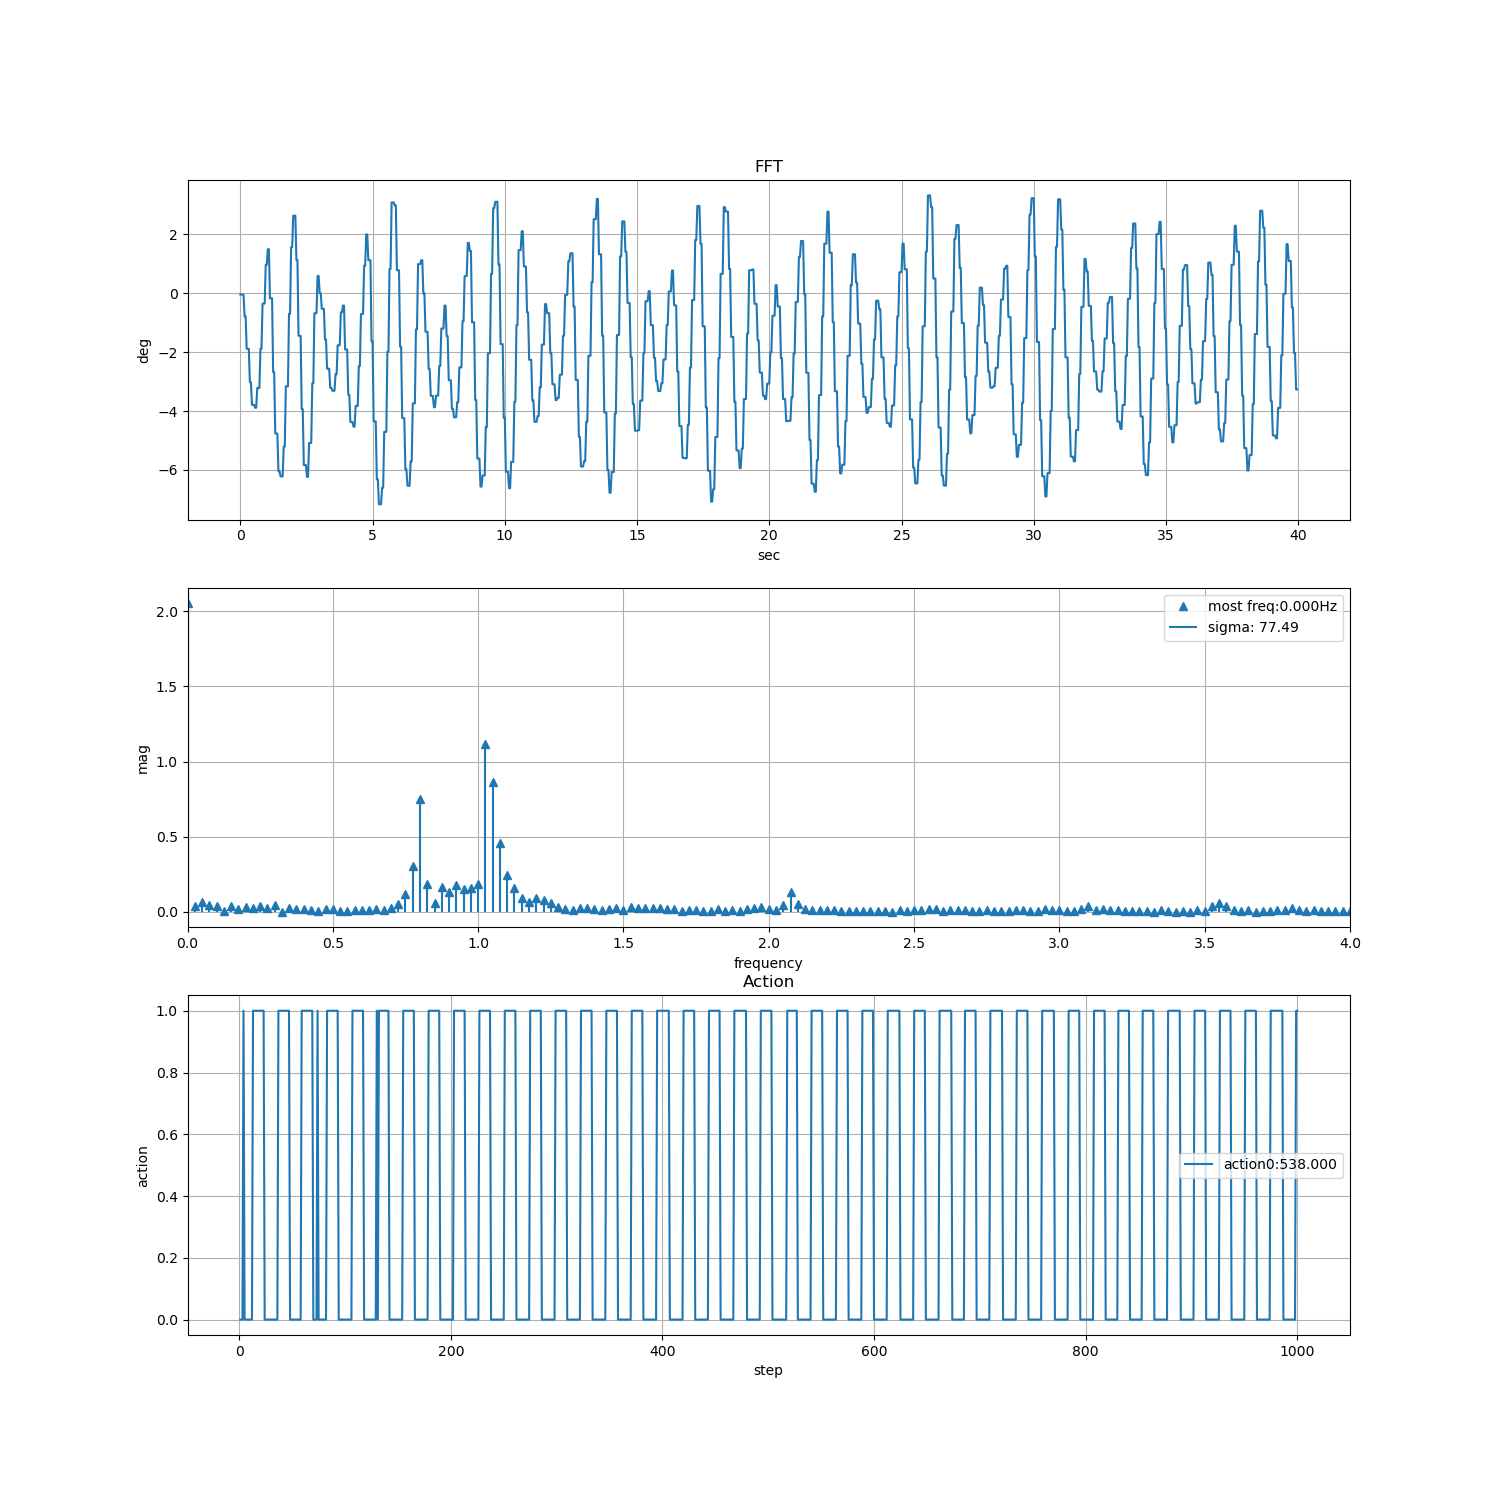 FFT
2
0
−2
−4
−6
deg
0 5 10 15 20 25 30 35 40
sec
2.0
1.5
1.0
0.5
0.0
mag
most freq:0.000Hz
sigma: 77.49
0.0 0.5 1.0 1.5 2.0 2.5 3.0 3.5 4.0
frequency
Action
1.0
0.8
0.6
0.4
0.2
0.0
action
action0:538.000
0 200 400 600 800 1000
step